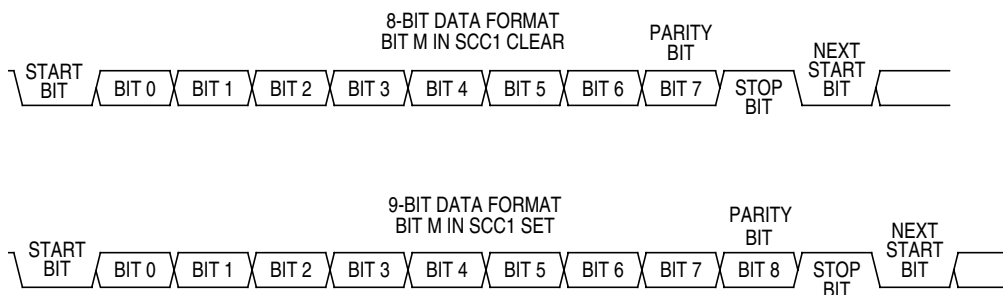 8-BIT DATA FORMAT
BIT M IN SCC1 CLEAR
PARITY
BIT
START
BIT
BIT 0
BIT 1
BIT 2
BIT 3
BIT 4
BIT 5
BIT 6
BIT 7
STOP
BIT
NEXT
START
BIT
9-BIT DATA FORMAT
BIT M IN SCC1 SET
PARITY
BIT
START
BIT
BIT 0
BIT 1
BIT 2
BIT 3
BIT 4
BIT 5
BIT 6
BIT 7
BIT 8
STOP
BIT
NEXT
START
BIT